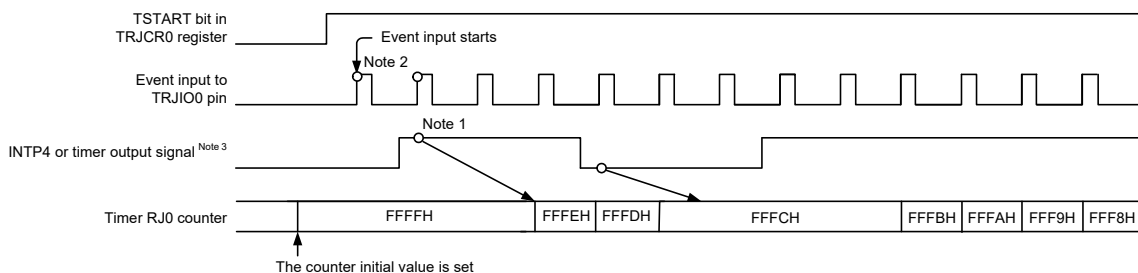 TSTART bit in
TRJCR0 register
Event input starts
Note 2
Event input to
TRJIO0 pin
Note 1
INTP4 or timer output signal Note 3
Timer RJ0 counter
FFFFH
FFFEH
FFFDH
FFFCH
FFFBH
FFFAH
FFF9H
FFF8H
The counter initial value is set